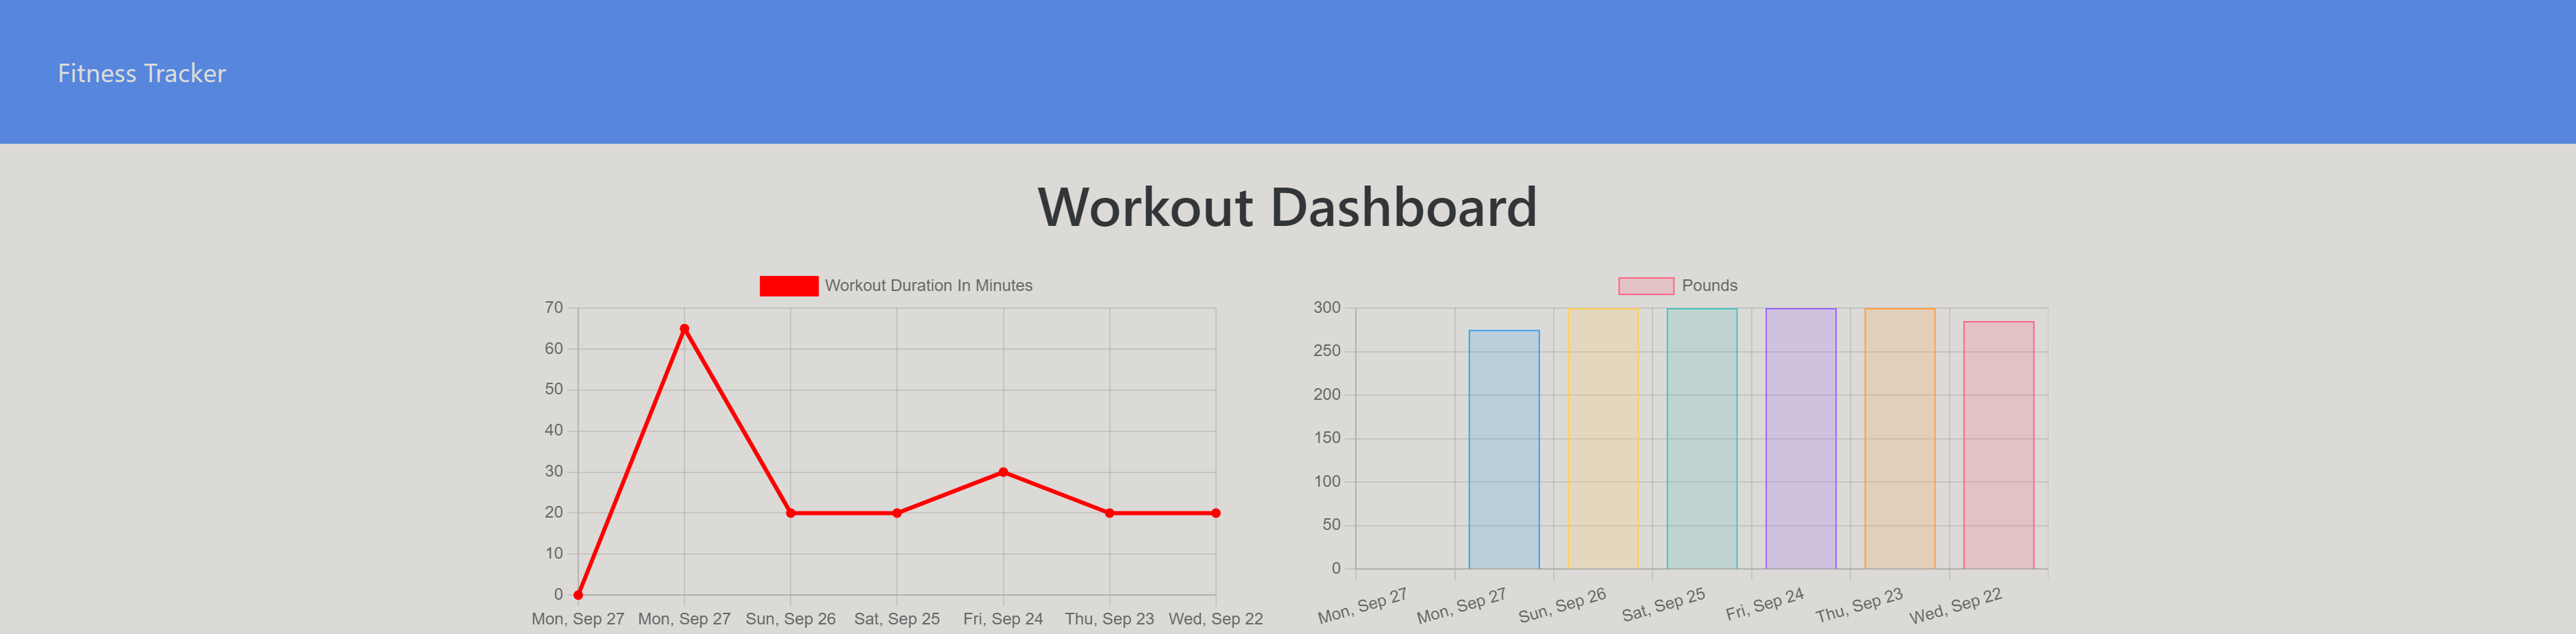 Fitness Tracker
Workout Dashboard
Workout Duration In Minutes
70
60
50
40
30
20
10
0
Mon, Sep 27 Mon, Sep 27 Sun, Sep 26 Sat, Sep 25 Fri, Sep 24 Thu, Sep 23 Wed, Sep 22
Pounds
300
250
200
150
100
50
0
Mon, Sep 27 Mon, Sep 27 Sun, Sep 26 Sat, Sep 25 Fri, Sep 24 Thu, Sep 23 Wed, Sep 22